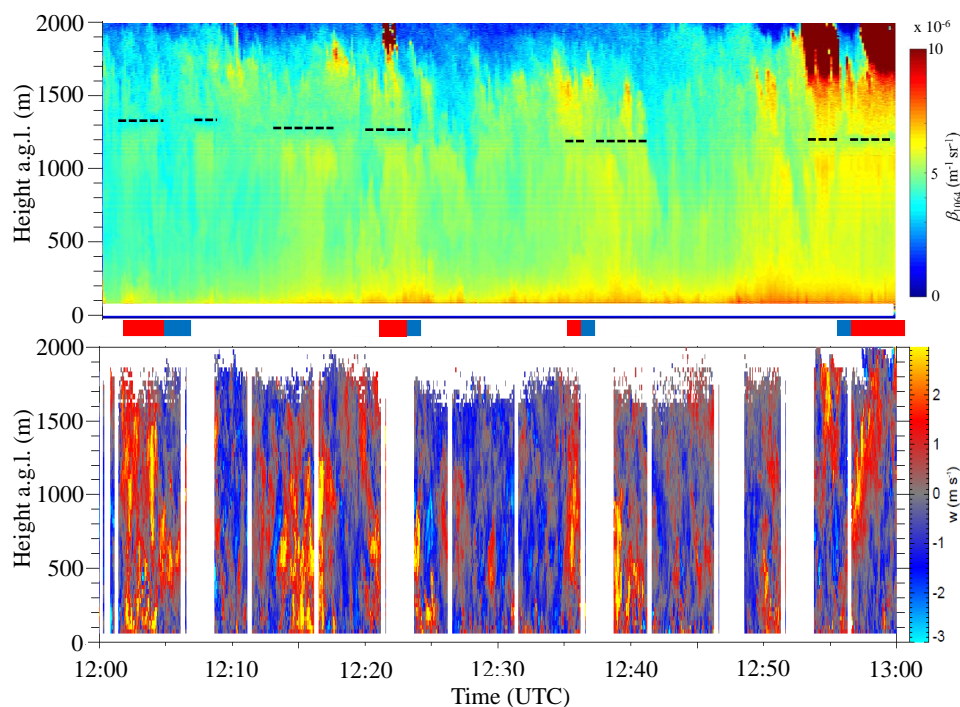 x 10⁻⁶
2000
1500
1000
500
0
Height a.g.l. (m)
10
5
0
β₁₀₆₄ (m⁻¹ sr⁻¹)
2000
1500
1000
500
0
Height a.g.l. (m)
2
1
0
-1
-2
-3
w (m s⁻¹)
12:00 12:10 12:20 12:30 12:40 12:50 13:00
Time (UTC)